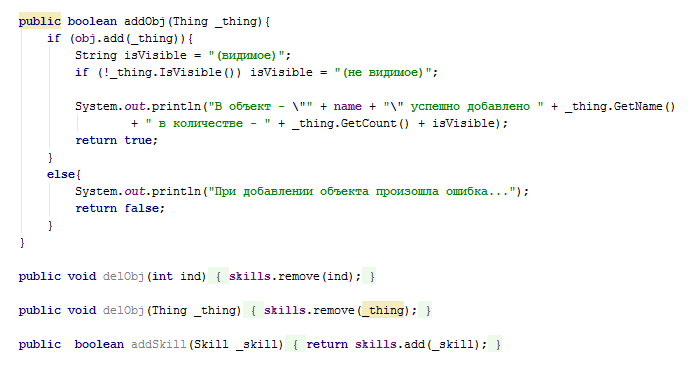 public boolean addObj(Thing _thing){
if (obj.add(_thing)){
String isVisible = "(видимое)";
if (!_thing.IsVisible()) isVisible = "(не видимое)";
System.out.println("В объект - \"" + name + "\" успешно добавлено " + _thing.GetName()
+ " в количестве - " + _thing.GetCount() + isVisible);
return true;
}
else{
System.out.println("При добавлении объекта произошла ошибка...");
return false;
}
}
public void delObj(int ind) { skills.remove(ind); }
public void delObj(Thing _thing) { skills.remove(_thing); }
public  boolean addSkill(Skill _skill) { return skills.add(_skill); }